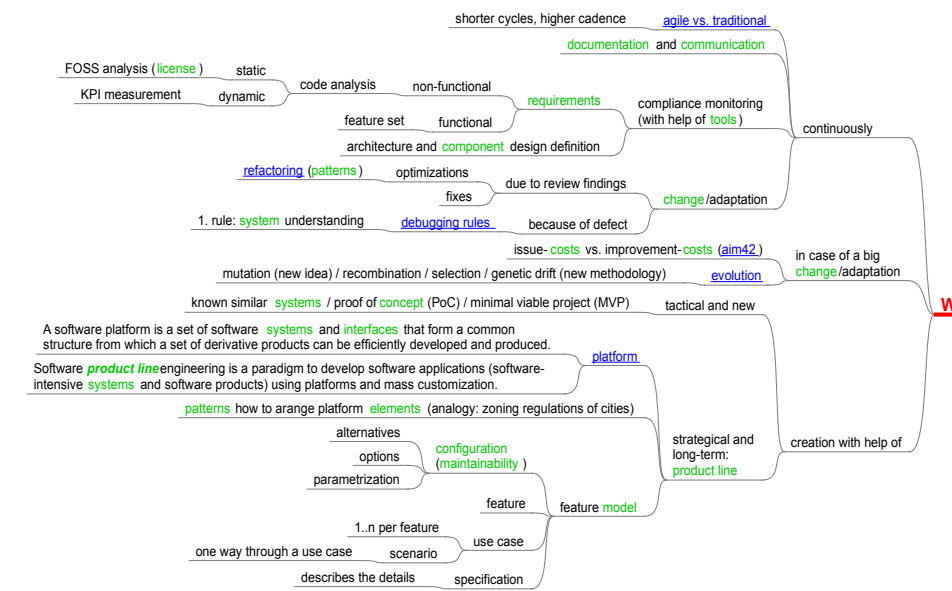 shorter cycles, higher cadence
agile vs. traditional
documentation and communication
FOSS analysis (license )
static
code analysis
non-functional
KPI measurement
dynamic
requirements
compliance monitoring
(with help of tools )
continuously
feature set
functional
architecture and component design definition
refactoring (patterns )
optimizations
due to review findings
fixes
change/adaptation
1. rule: system understanding
debugging rules
because of defect
issue- costs vs. improvement-costs (aim42 )
in case of a big
change/adaptation
mutation (new idea) / recombination / selection / genetic drift (new methodology)
evolution
known similar systems / proof of concept (PoC) / minimal viable project (MVP)
tactical and new
W
A software platform is a set of software systems and interfaces that form a common
structure from which a set of derivative products can be efficiently developed and produced.
platform
Software product line engineering is a paradigm to develop software applications (software-
intensive systems and software products) using platforms and mass customization.
patterns how to arange platform elements (analogy: zoning regulations of cities)
strategical and
long-term:
product line
creation with help of
alternatives
options
parametrization
configuration
(maintainability )
feature
feature model
1..n per feature
use case
one way through a use case
scenario
describes the details
specification